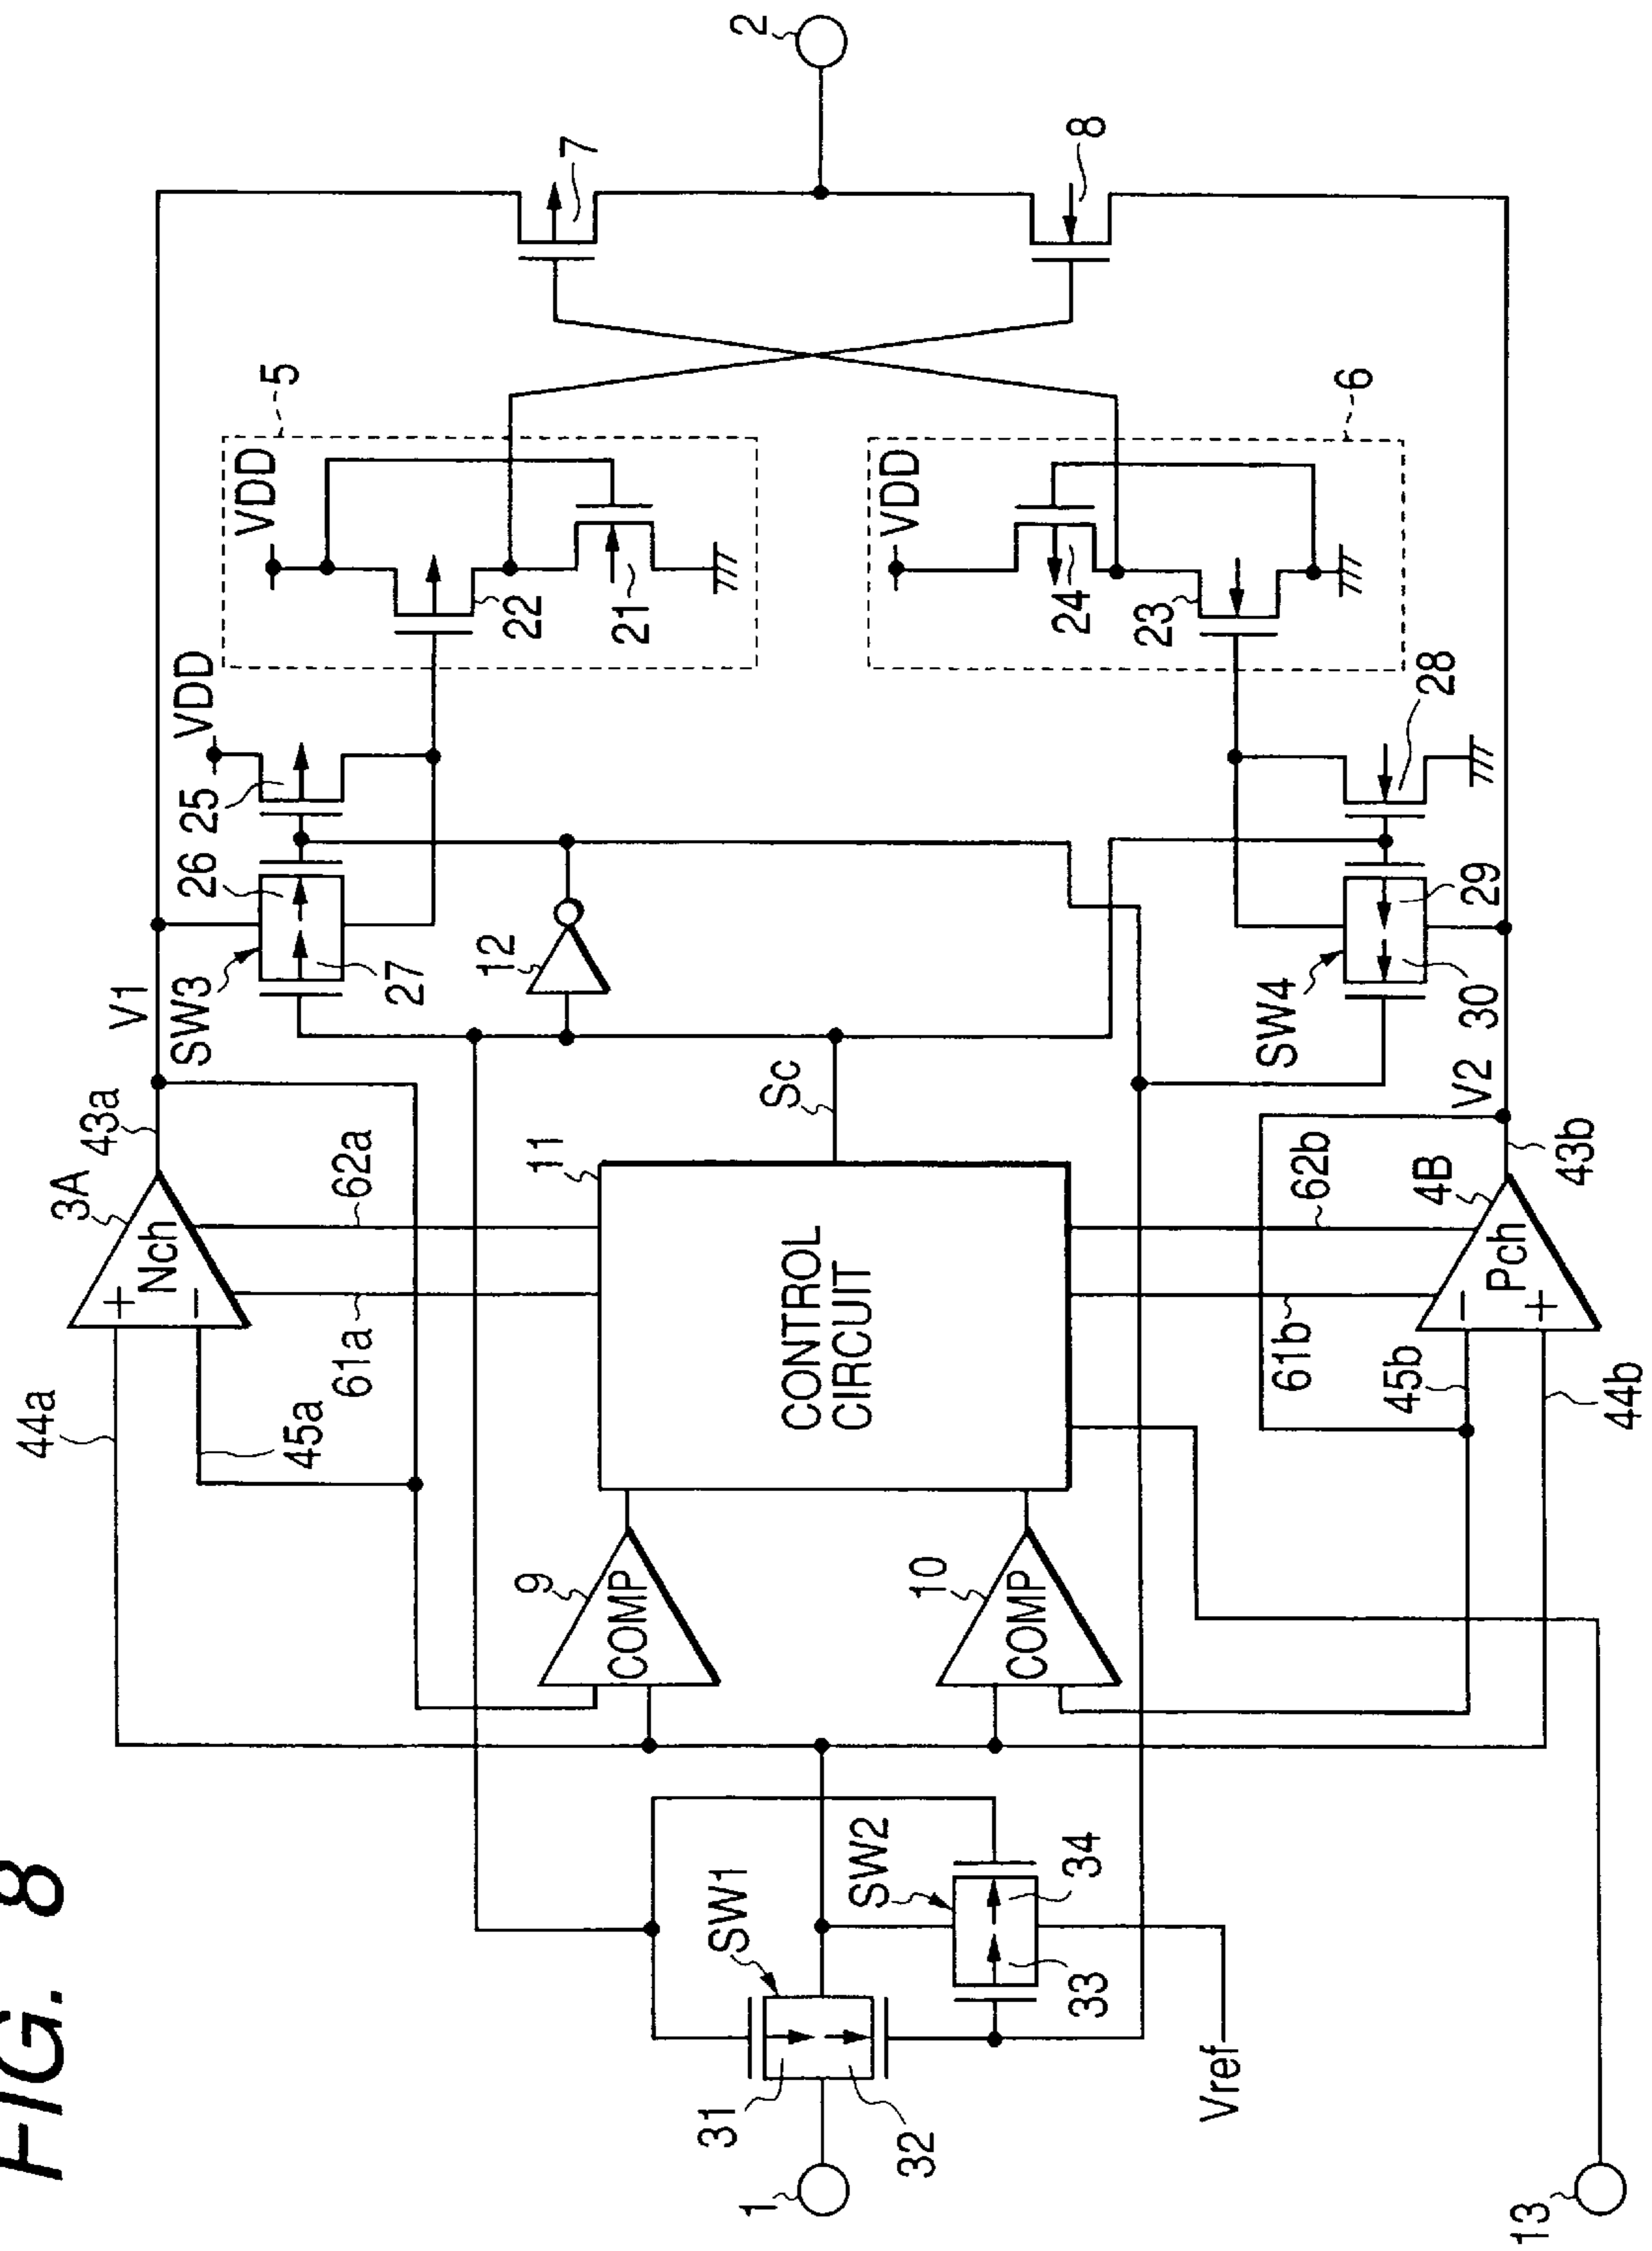 FIG. 8
44a
3A
43a
V1
+
Nch
−
45a
61a
62a
SW3
26
27
VDD
25
5
VDD
22
21
7
2
12
9
COMP
11
CONTROL
CIRCUIT
Sc
10
COMP
SW1
31
32
1
SW2
33
34
Vref
6
VDD
24
23
8
28
SW4
29
30
61b
62b
45b
4B
V2
−
Pch
+
43b
44b
13